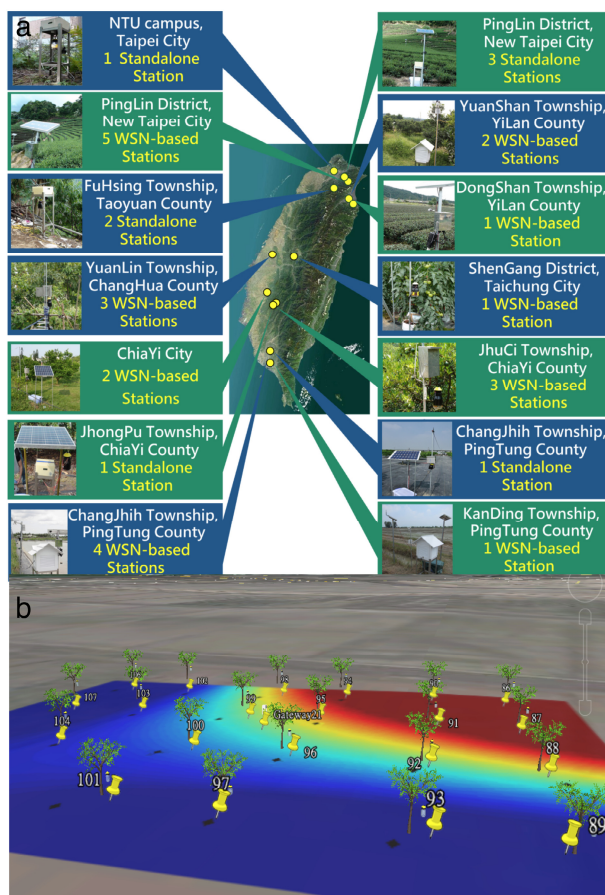 a
NTU campus,
Taipei City
1 Standalone
Station
PingLin District,
New Taipei City
5 WSN-based
Stations
FuHsing Township,
Taoyuan County
2 Standalone
Stations
YuanLin Township,
ChangHua County
3 WSN-based
Stations
ChiaYi City
2 WSN-based
Stations
JhongPu Township,
ChiaYi County
1 Standalone
Station
ChangJhih Township,
PingTung County
4 WSN-based
Stations
PingLin District,
New Taipei City
3 Standalone
Stations
YuanShan Township,
YiLan County
2 WSN-based
Stations
DongShan Township,
YiLan County
1 WSN-based
Station
ShenGang District,
Taichung City
1 WSN-based
Station
JhuCi Township,
ChiaYi County
3 WSN-based
Stations
ChangJhih Township,
PingTung County
1 Standalone
Station
KanDing Township,
PingTung County
1 WSN-based
Station
b
107
103
104
100
Gateway21
95
91
87
96
92
88
101
97
93
89